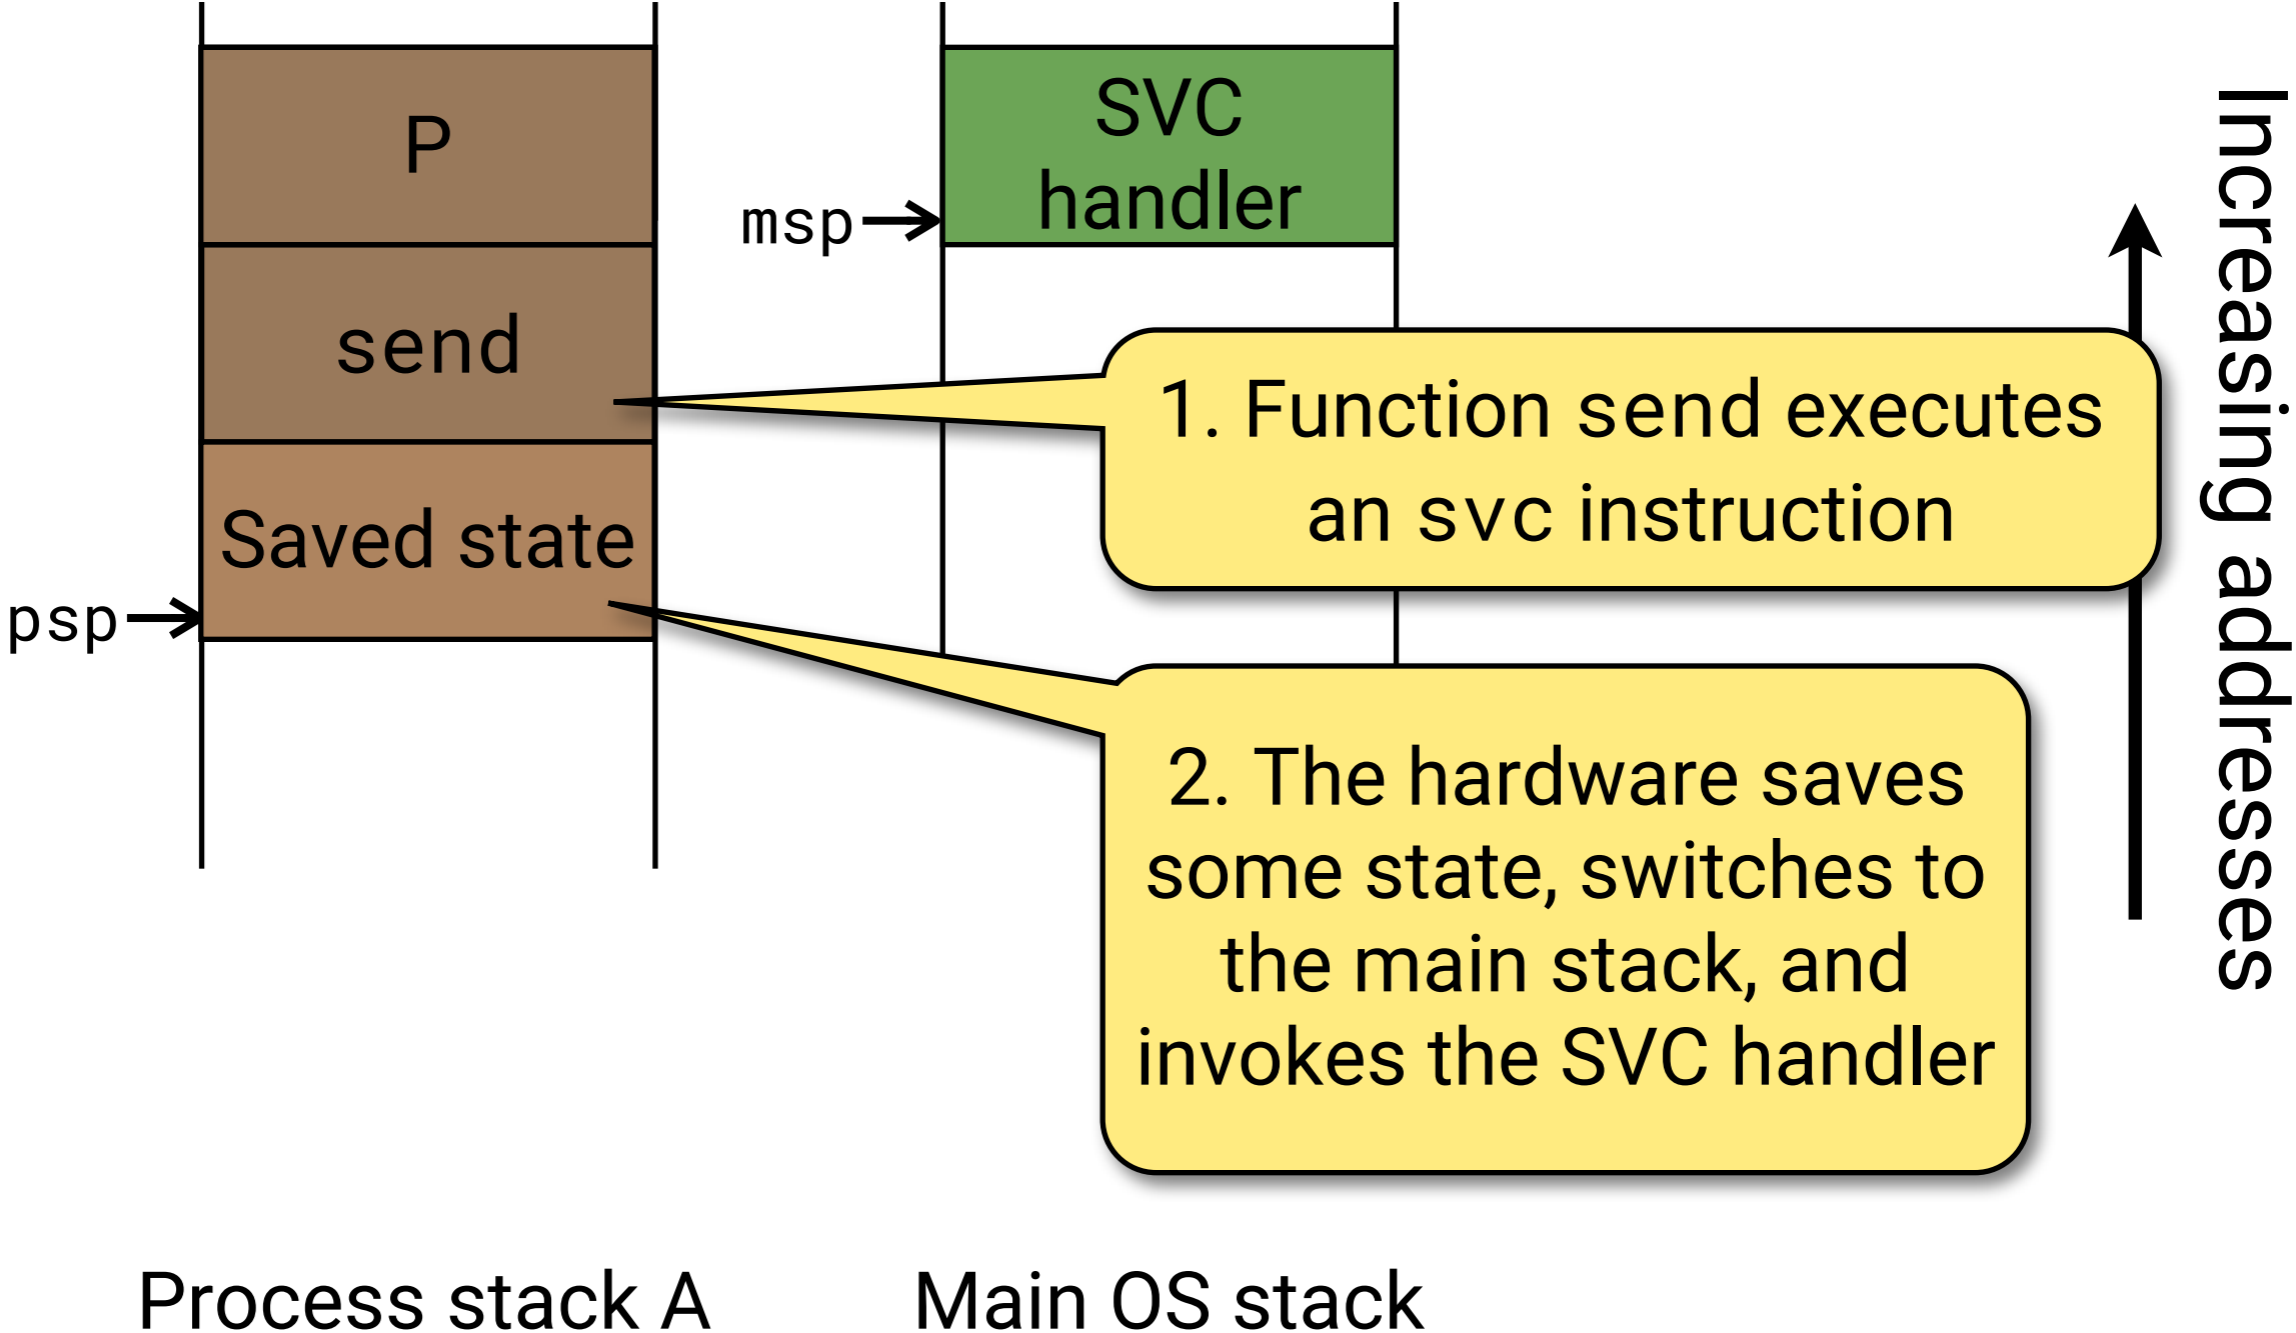 P
send
Saved state
psp
SVC
handler
msp
1. Function send executes
an svc instruction
2. The hardware saves
some state, switches to
the main stack, and
invokes the SVC handler
Increasing addresses
Process stack A
Main OS stack